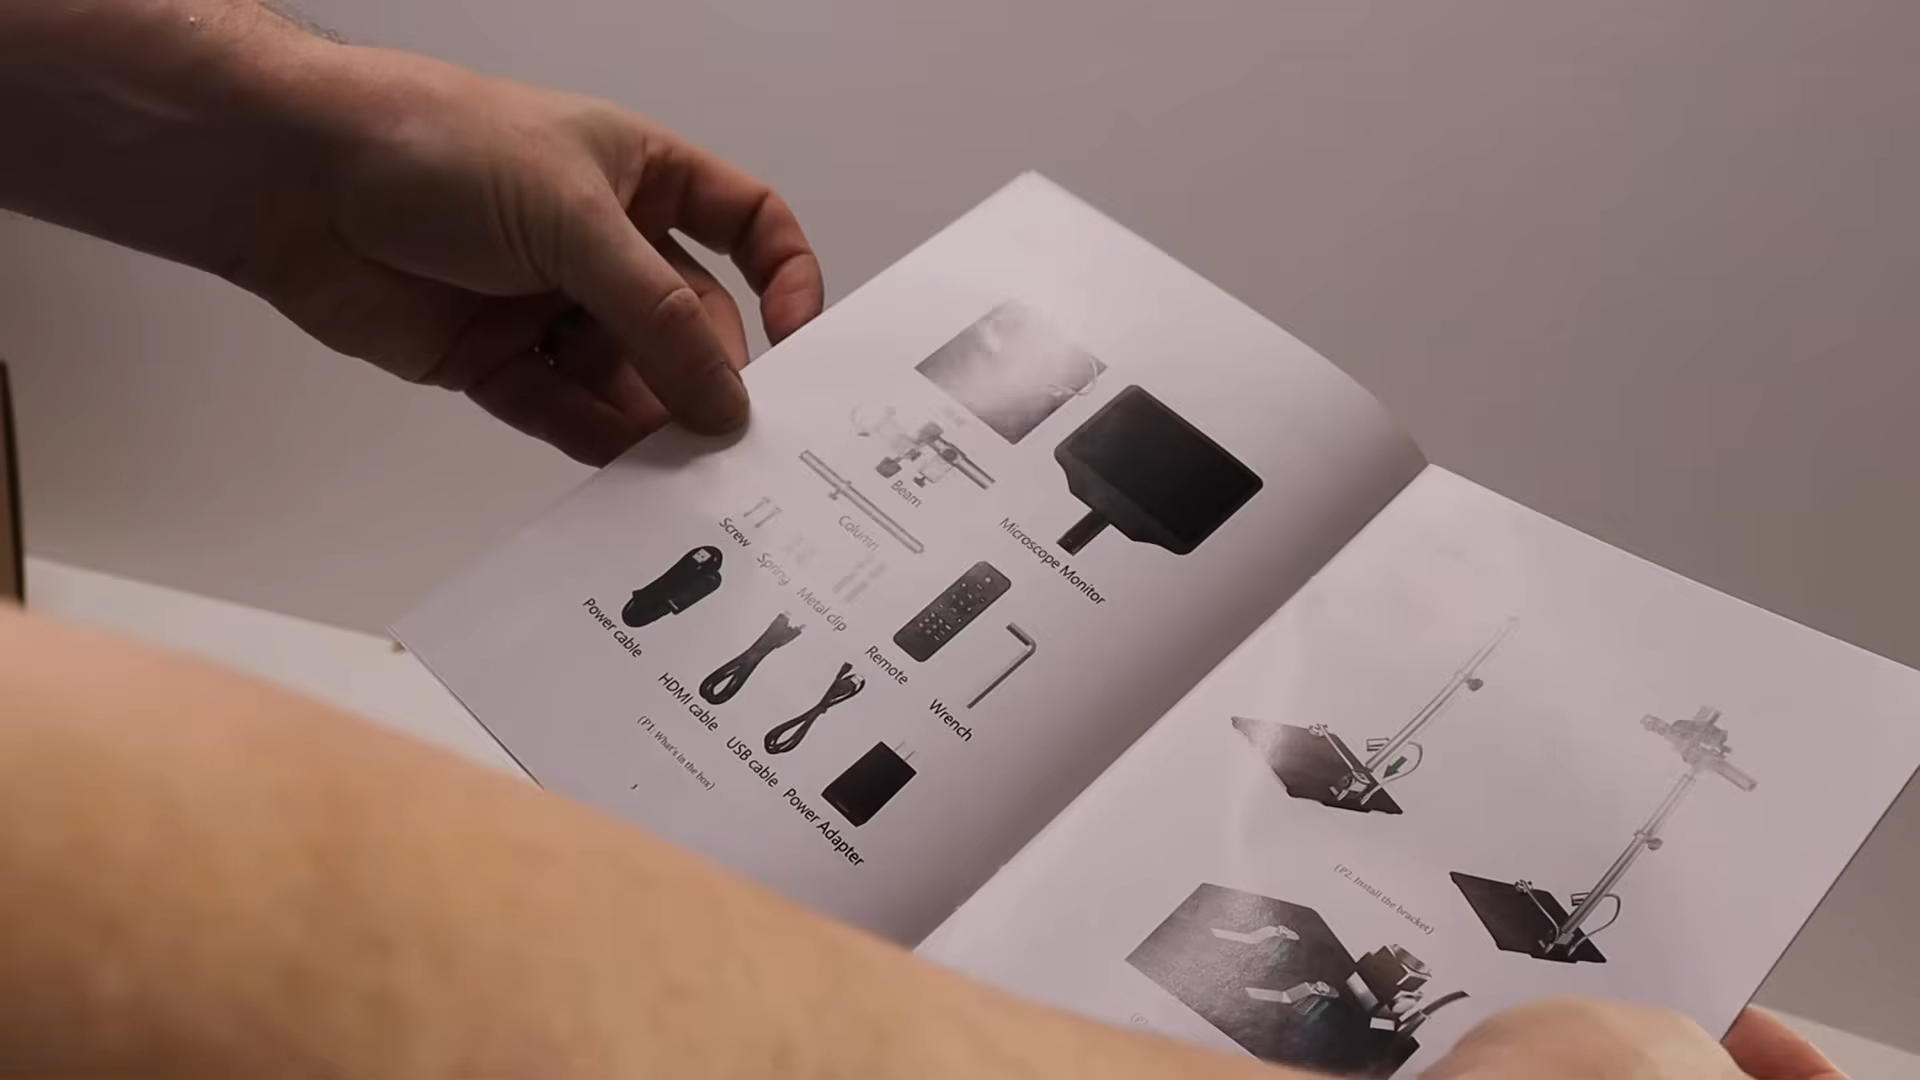 Beam
Column
Microscope Monitor
Screw
Spring
Metal clip
Remote
Wrench
Power cable
HDMI cable
USB cable
Power Adapter
(P1: What's in the box)
(P2: Install the bracket)